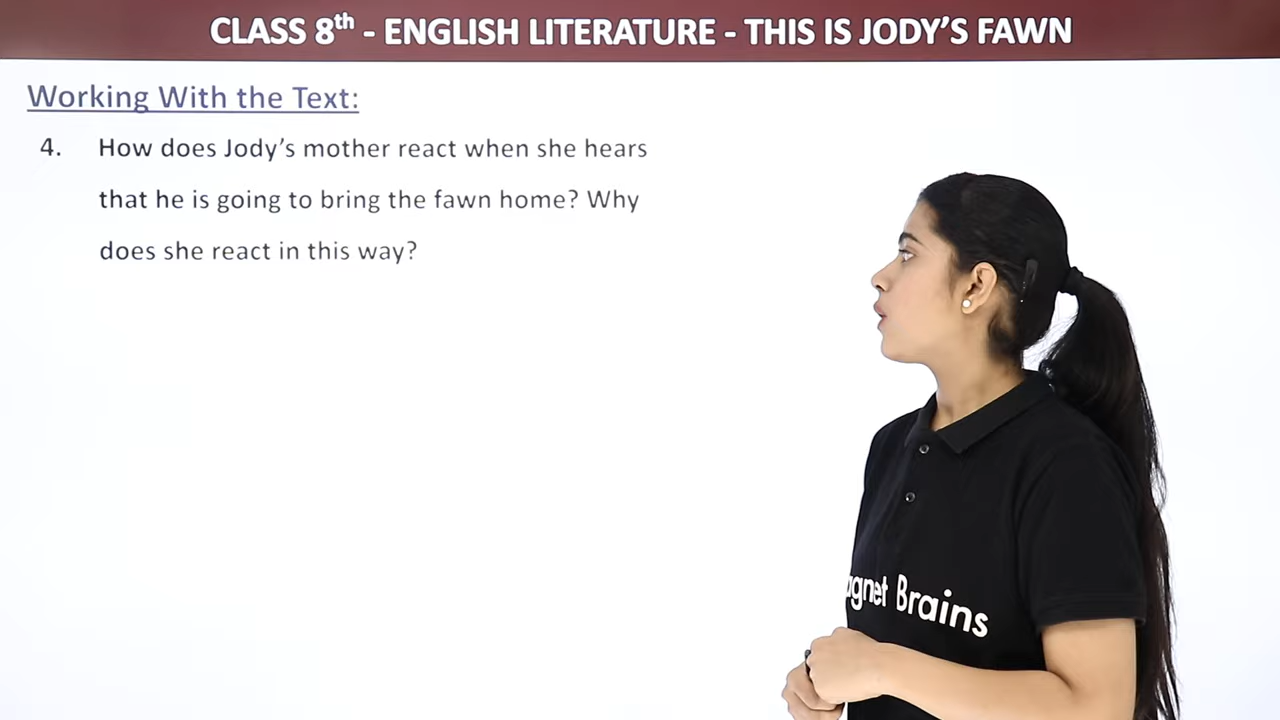 CLASS 8th - ENGLISH LITERATURE - THIS IS JODY’S FAWN
Working With the Text:
4. How does Jody’s mother react when she hears
that he is going to bring the fawn home? Why
does she react in this way?
Brains